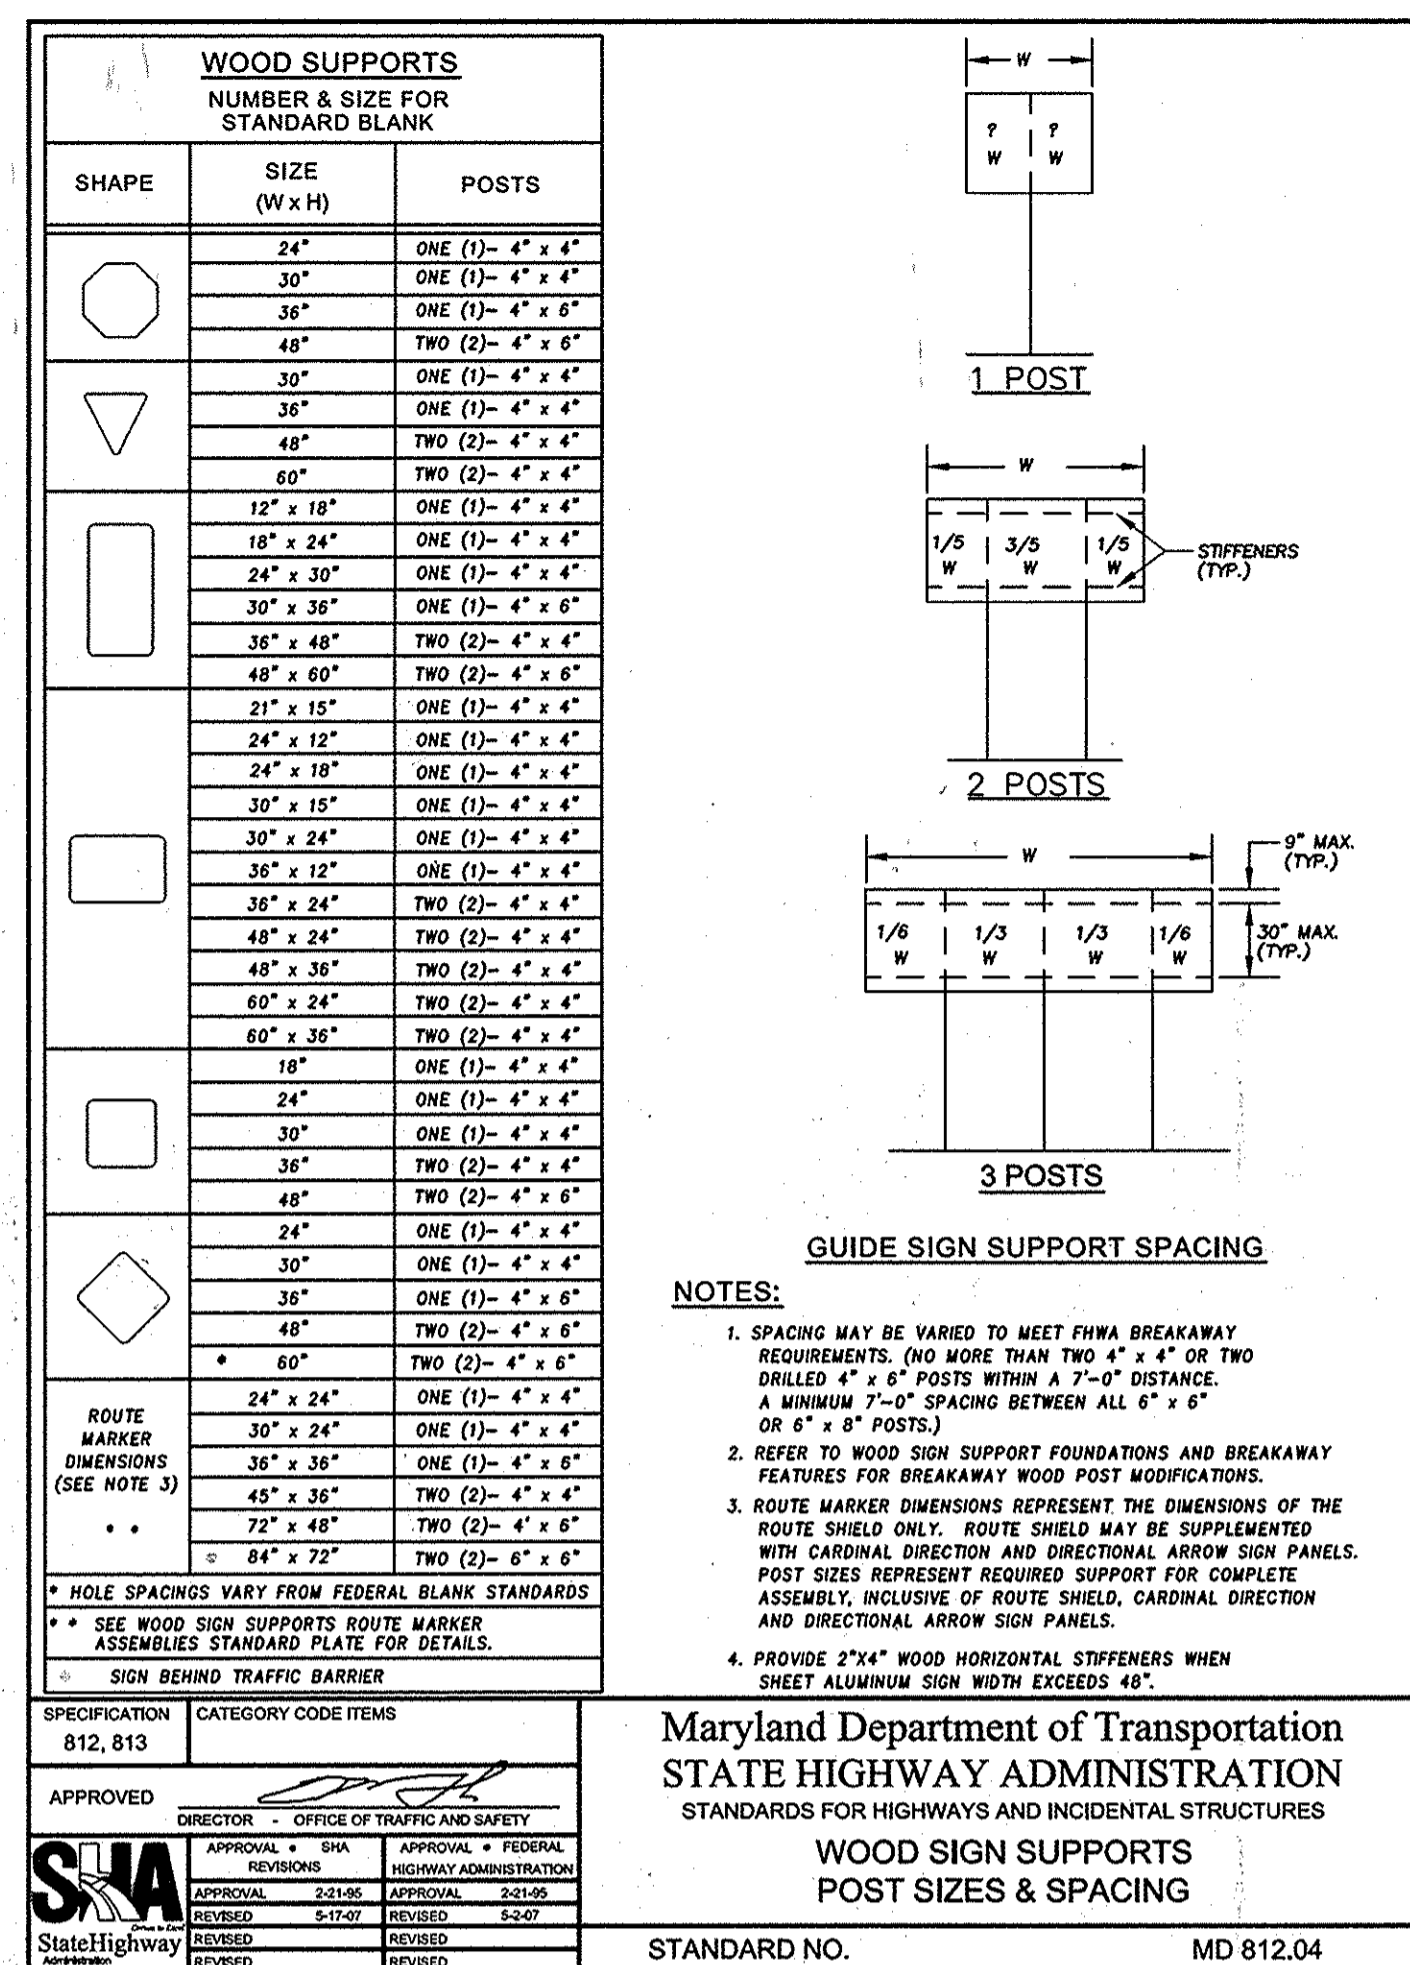 WOOD SUPPORTS
NUMBER & SIZE FOR
STANDARD BLANK
SHAPE SIZE (W x H) POSTS
24" ONE (1)– 4" x 4"
30" ONE (1)– 4" x 4"
36" ONE (1)– 4" x 6"
48" TWO (2)– 4" x 6"
30" ONE (1)– 4" x 4"
36" ONE (1)– 4" x 4"
48" TWO (2)– 4" x 4"
60" TWO (2)– 4" x 4"
12" x 18" ONE (1)– 4" x 4"
18" x 24" ONE (1)– 4" x 4"
24" x 30" ONE (1)– 4" x 4"
30" x 36" ONE (1)– 4" x 6"
36" x 48" TWO (2)– 4" x 4"
48" x 60" TWO (2)– 4" x 6"
21" x 15" ONE (1)– 4" x 4"
24" x 12" ONE (1)– 4" x 4"
24" x 18" ONE (1)– 4" x 4"
30" x 15" ONE (1)– 4" x 4"
30" x 24" ONE (1)– 4" x 4"
36" x 12" ONE (1)– 4" x 4"
36" x 24" TWO (2)– 4" x 4"
48" x 24" TWO (2)– 4" x 4"
48" x 36" TWO (2)– 4" x 4"
60" x 24" TWO (2)– 4" x 4"
60" x 36" TWO (2)– 4" x 4"
18" ONE (1)– 4" x 4"
24" ONE (1)– 4" x 4"
30" ONE (1)– 4" x 4"
36" TWO (2)– 4" x 4"
48" TWO (2)– 4" x 6"
24" ONE (1)– 4" x 4"
30" ONE (1)– 4" x 4"
36" ONE (1)– 4" x 6"
48" TWO (2)– 4" x 6"
* 60" TWO (2)– 4" x 6"
ROUTE
MARKER
DIMENSIONS
(SEE NOTE 3)
* *
24" x 24" ONE (1)– 4" x 4"
30" x 24" ONE (1)– 4" x 4"
36" x 36" ONE (1)– 4" x 6"
45" x 36" TWO (2)– 4" x 4"
72" x 48" TWO (2)– 4' x 6"
84" x 72" TWO (2)– 6" x 6"
* HOLE SPACINGS VARY FROM FEDERAL BLANK STANDARDS
* * SEE WOOD SIGN SUPPORTS ROUTE MARKER
ASSEMBLIES STANDARD PLATE FOR DETAILS.
SIGN BEHIND TRAFFIC BARRIER
W
? ?
W W
1 POST
W
1/5 3/5 1/5
W W W
STIFFENERS
(TYP.)
2 POSTS
W
9" MAX.
(TYP.)
1/6 1/3 1/3 1/6
W W W W
30" MAX.
(TYP.)
3 POSTS
GUIDE SIGN SUPPORT SPACING
NOTES:
1. SPACING MAY BE VARIED TO MEET FHWA BREAKAWAY
REQUIREMENTS. (NO MORE THAN TWO 4" x 4" OR TWO
DRILLED 4" x 6" POSTS WITHIN A 7'–0" DISTANCE.
A MINIMUM 7'–0" SPACING BETWEEN ALL 6" x 6"
OR 6" x 8" POSTS.)
2. REFER TO WOOD SIGN SUPPORT FOUNDATIONS AND BREAKAWAY
FEATURES FOR BREAKAWAY WOOD POST MODIFICATIONS.
3. ROUTE MARKER DIMENSIONS REPRESENT THE DIMENSIONS OF THE
ROUTE SHIELD ONLY. ROUTE SHIELD MAY BE SUPPLEMENTED
WITH CARDINAL DIRECTION AND DIRECTIONAL ARROW SIGN PANELS.
POST SIZES REPRESENT REQUIRED SUPPORT FOR COMPLETE
ASSEMBLY, INCLUSIVE OF ROUTE SHIELD, CARDINAL DIRECTION
AND DIRECTIONAL ARROW SIGN PANELS.
4. PROVIDE 2"X4" WOOD HORIZONTAL STIFFENERS WHEN
SHEET ALUMINUM SIGN WIDTH EXCEEDS 48".
SPECIFICATION
812, 813
CATEGORY CODE ITEMS
APPROVED
DIRECTOR - OFFICE OF TRAFFIC AND SAFETY
SHA
StateHighway
Administration
APPROVAL • SHA
REVISIONS
APPROVAL • FEDERAL
HIGHWAY ADMINISTRATION
APPROVAL 2-21-95 APPROVAL 2-21-95
REVISED 5-17-07 REVISED 5-2-07
REVISED REVISED
REVISED REVISED
Maryland Department of Transportation
STATE HIGHWAY ADMINISTRATION
STANDARDS FOR HIGHWAYS AND INCIDENTAL STRUCTURES
WOOD SIGN SUPPORTS
POST SIZES & SPACING
STANDARD NO. MD 812.04